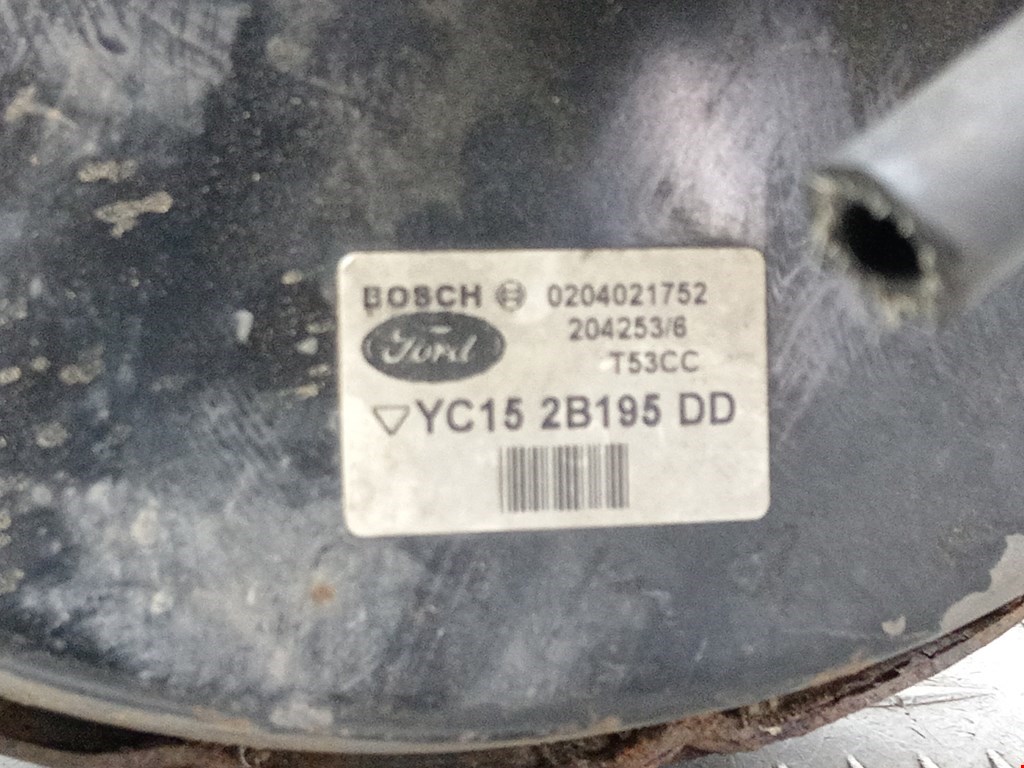 BOSCH 0204021752
204253/6
Ford
T53CC
YC15 2B195 DD